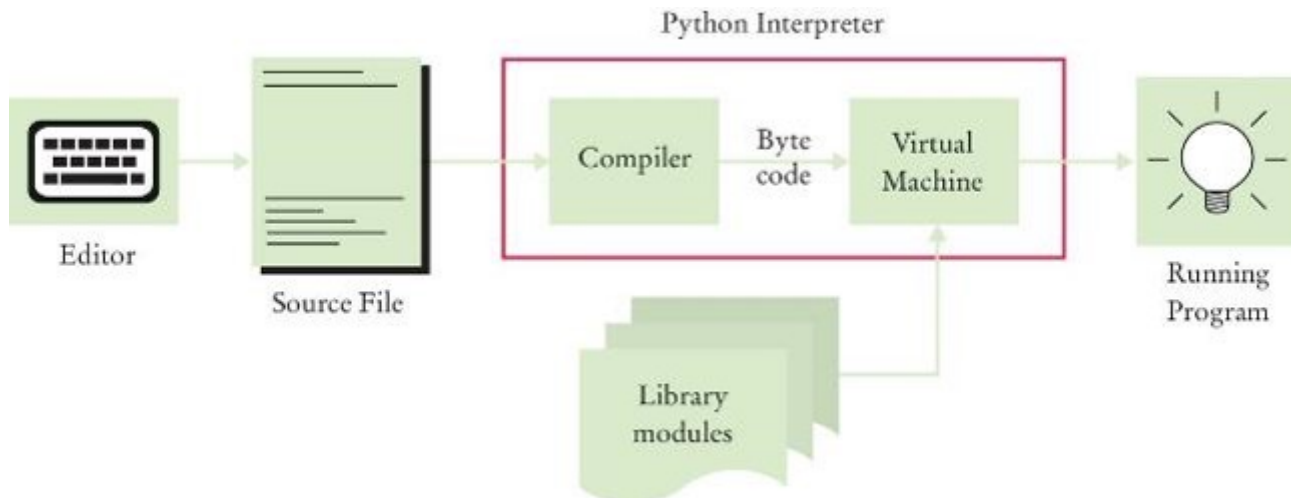 Python Interpreter
Editor
Source File
Compiler
Byte
code
Virtual
Machine
Running
Program
Library
modules